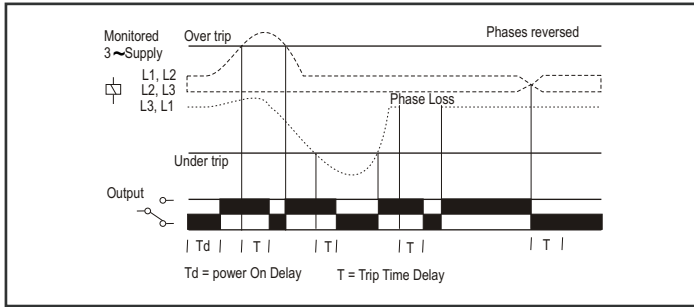 Monitored Over trip Phases reversed
3 ~ Supply
L1, L2
L2, L3
L3, L1 Phase Loss
Under trip
Output
/ Td / / T / / T / / T / / T /
Td = power On Delay T = Trip Time Delay